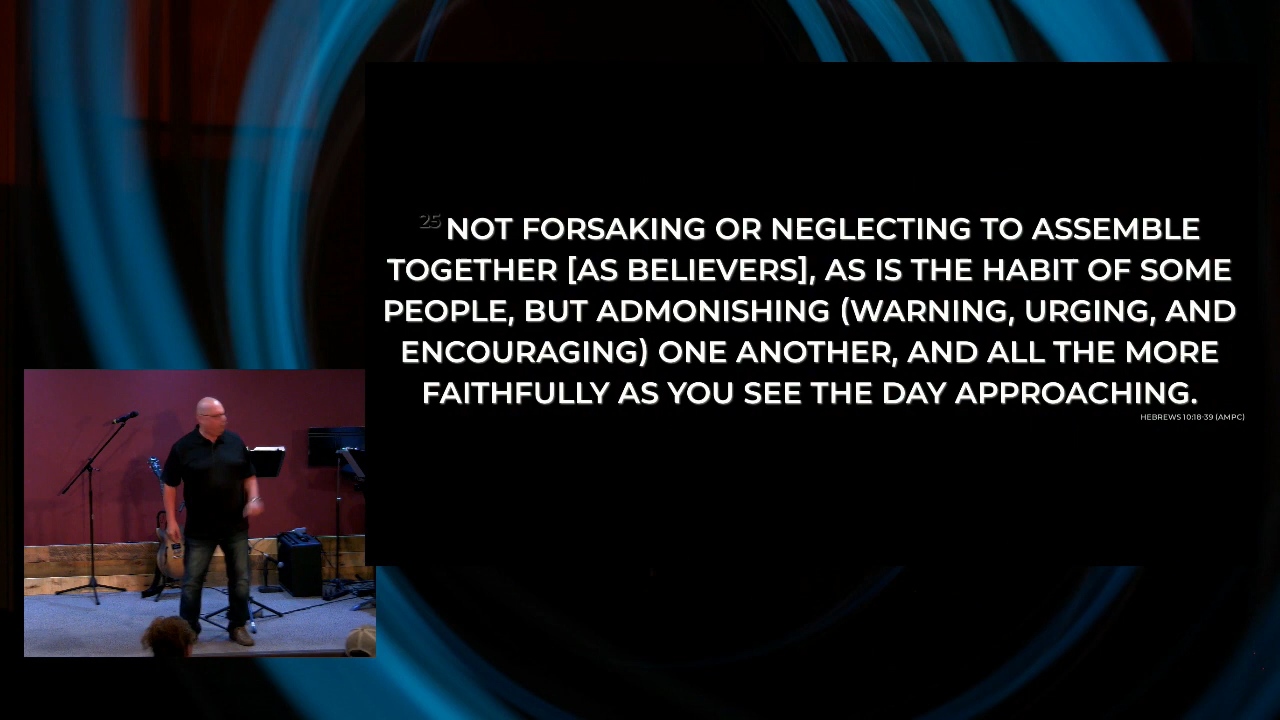 25 NOT FORSAKING OR NEGLECTING TO ASSEMBLE
TOGETHER [AS BELIEVERS], AS IS THE HABIT OF SOME
PEOPLE, BUT ADMONISHING (WARNING, URGING, AND
ENCOURAGING) ONE ANOTHER, AND ALL THE MORE
FAITHFULLY AS YOU SEE THE DAY APPROACHING.
HEBREWS 10:18-39 (AMPC)